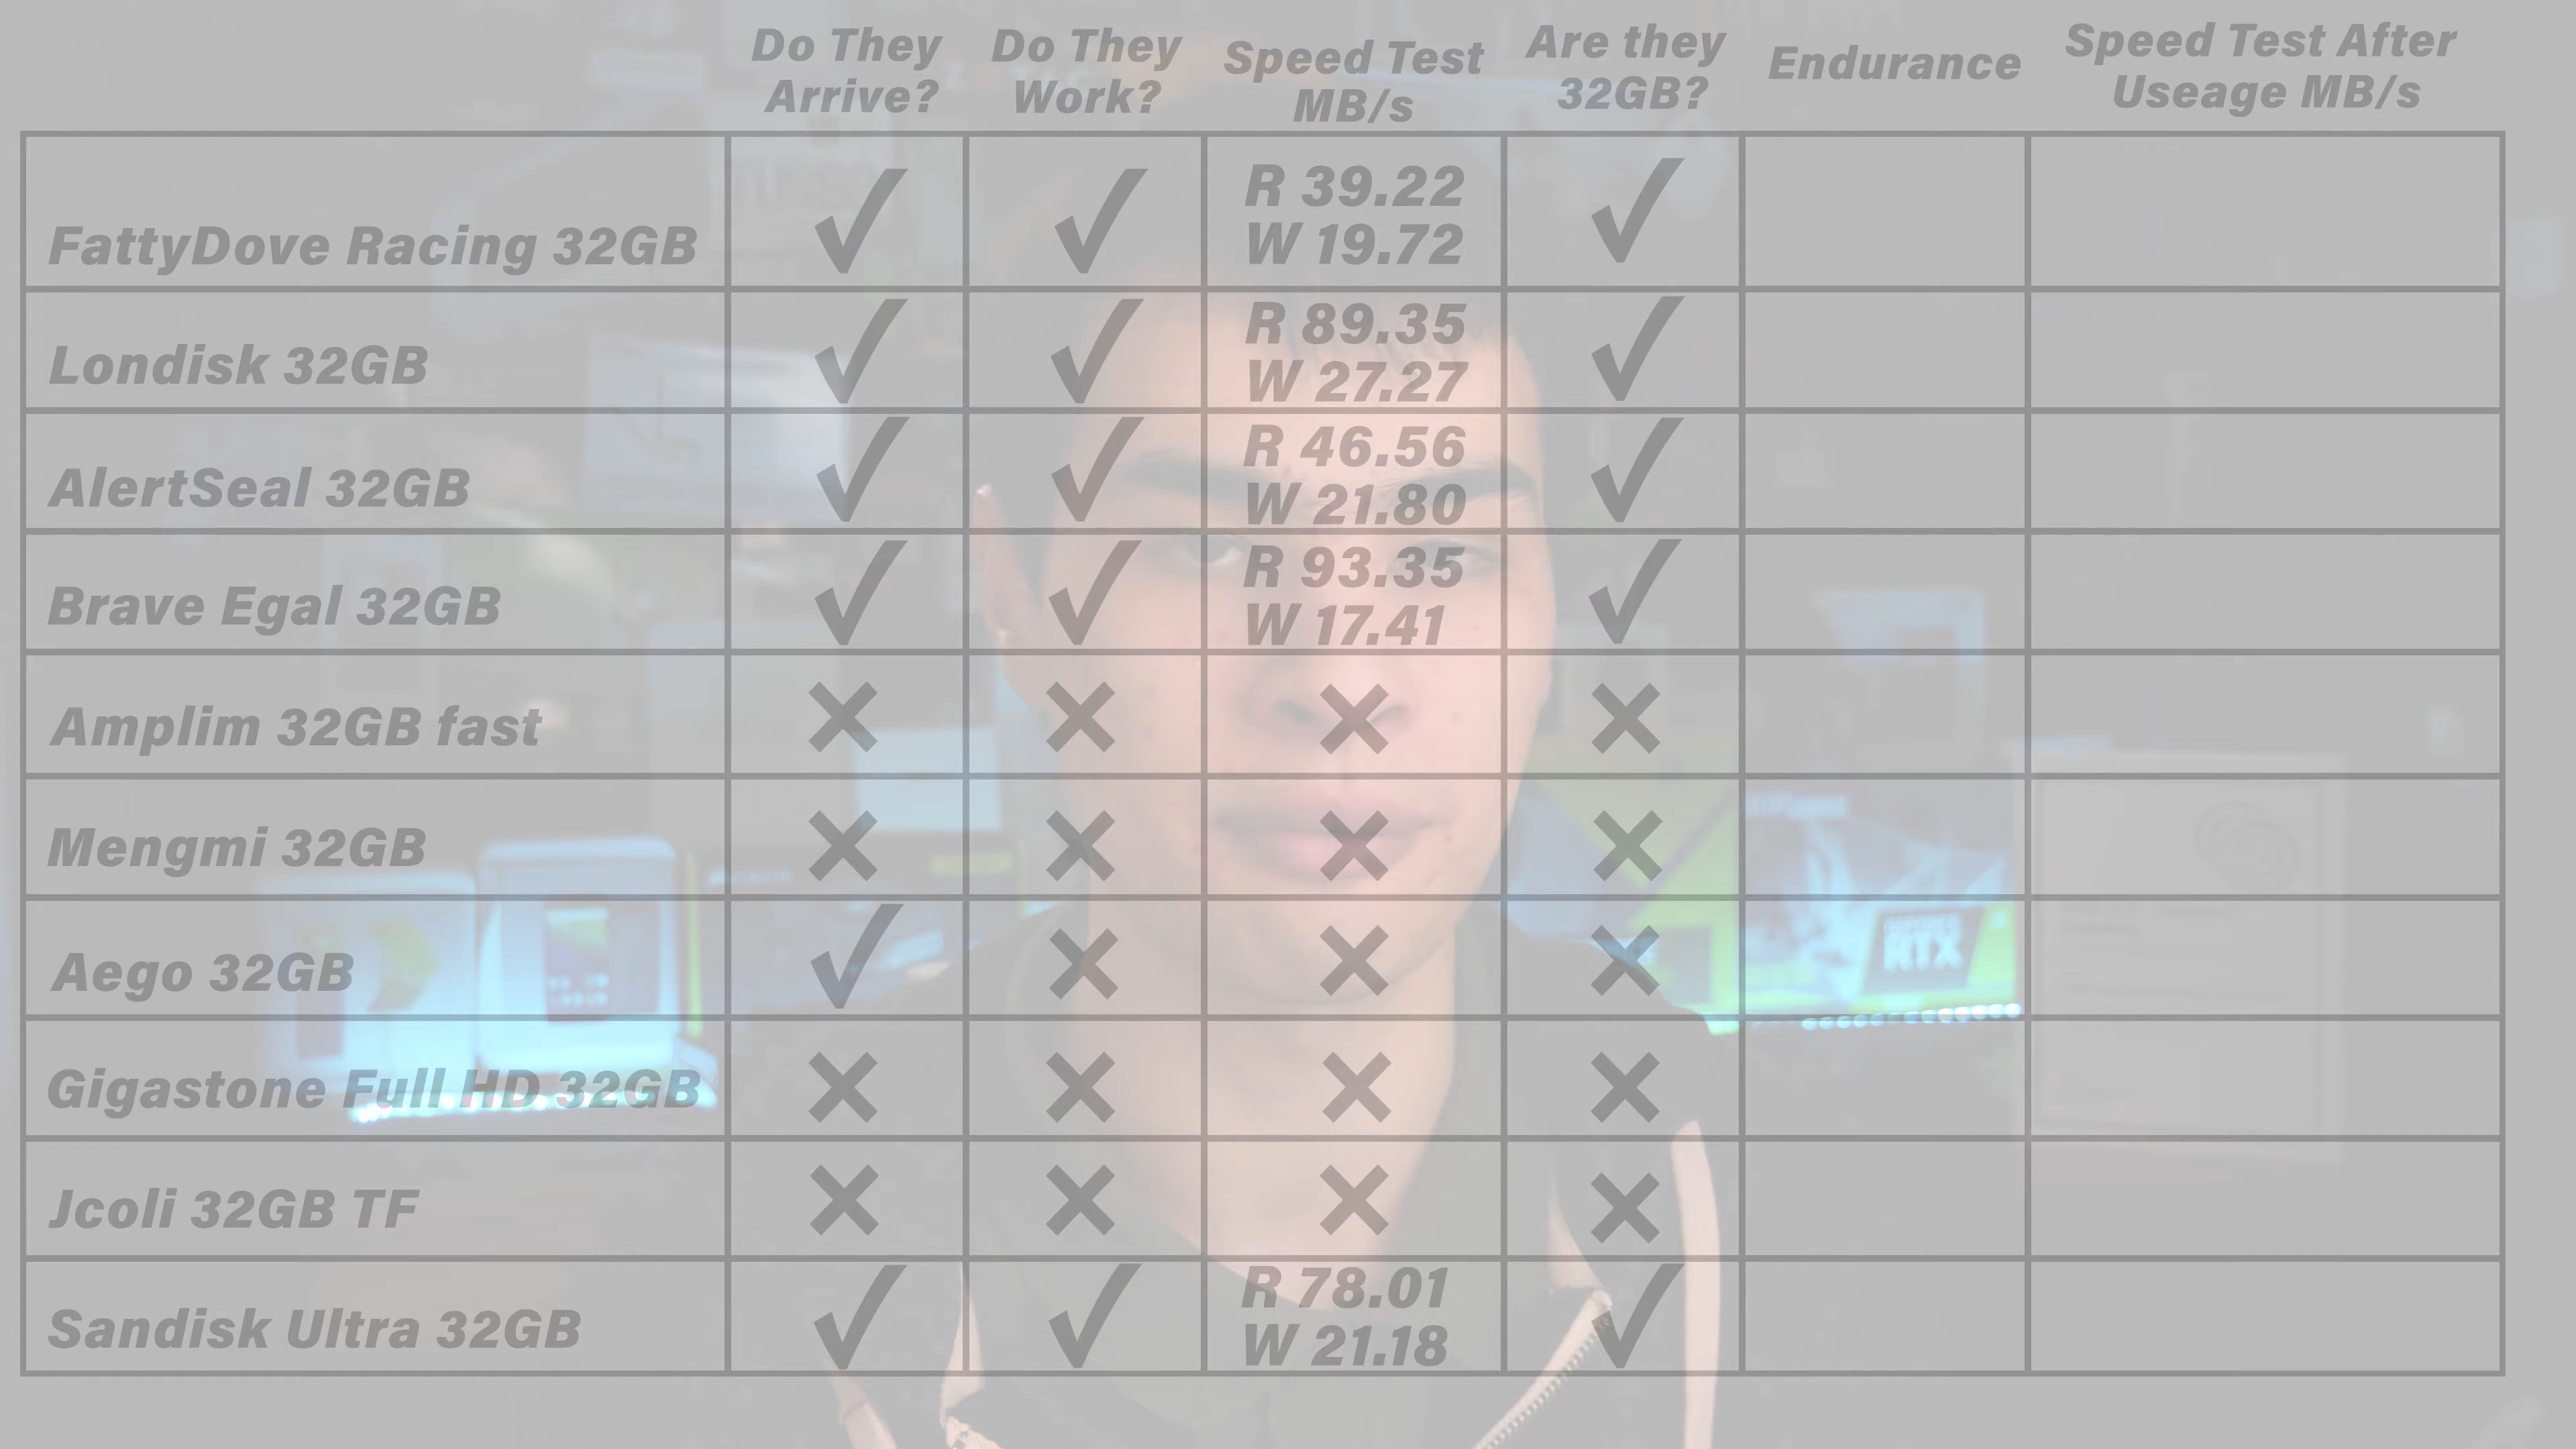 Do They
Arrive?
Do They
Work?
Speed Test
MB/s
Are they
32GB?
Endurance
Speed Test After
Useage MB/s
FattyDove Racing 32GB
✓ ✓
R 39.22
W 19.72
✓
Londisk 32GB
✓ ✓
R 89.35
W 27.27
✓
AlertSeal 32GB
✓ ✓
R 46.56
W 21.80
✓
Brave Egal 32GB
✓ ✓
R 93.35
W 17.41
✓
Amplim 32GB fast
✕ ✕ ✕ ✕
Mengmi 32GB
✕ ✕ ✕ ✕
Aego 32GB
✓ ✕ ✕ ✕
Gigastone Full HD 32GB
✕ ✕ ✕ ✕
Jcoli 32GB TF
✕ ✕ ✕ ✕
Sandisk Ultra 32GB
✓ ✓
R 78.01
W 21.18
✓
RTX